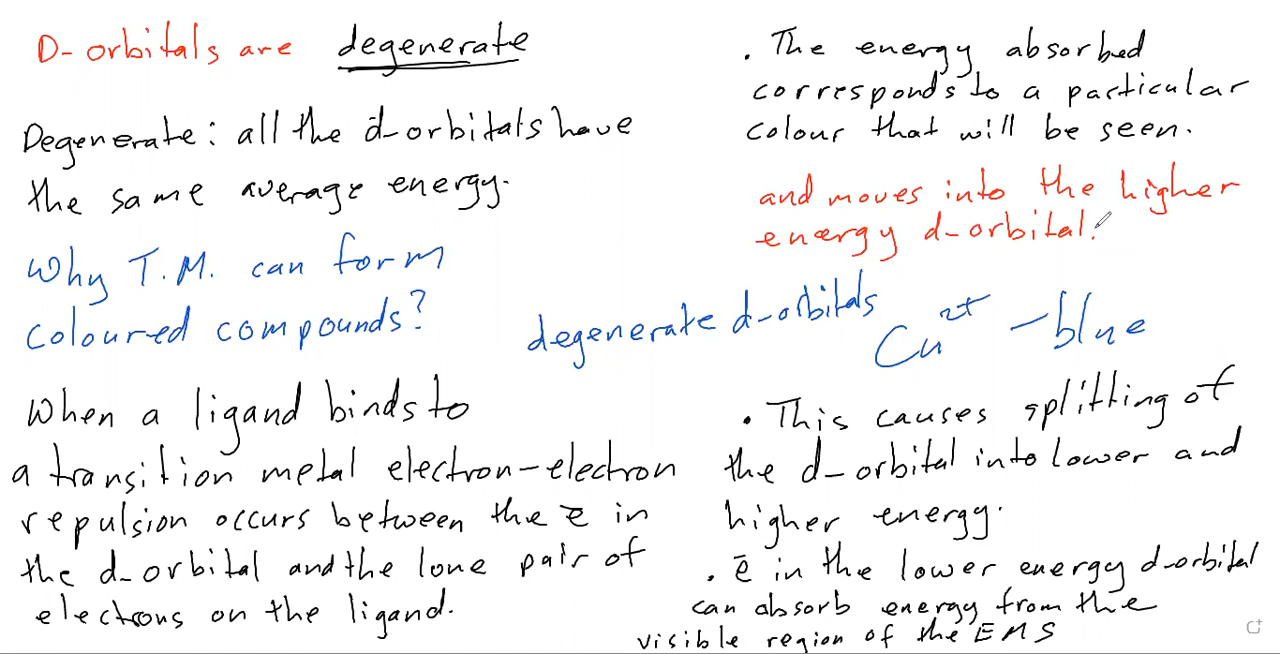 D-orbitals are degenerate
Degenerate: all the d-orbitals have
the same average energy.
Why T.M. can form
coloured compounds?
When a ligand binds to
a transition metal electron-electron
repulsion occurs between the e̅ in
the d-orbital and the lone pair of
electrons on the ligand.
degenerate d-orbitals
. The energy absorbed
corresponds to a particular
colour that will be seen.
and moves into the higher
energy d-orbital.
Cu²⁺ – blue
• This causes splitting of
the d-orbital into lower and
higher energy.
. e̅ in the lower energy d-orbital
can absorb energy from the
visible region of the EMS